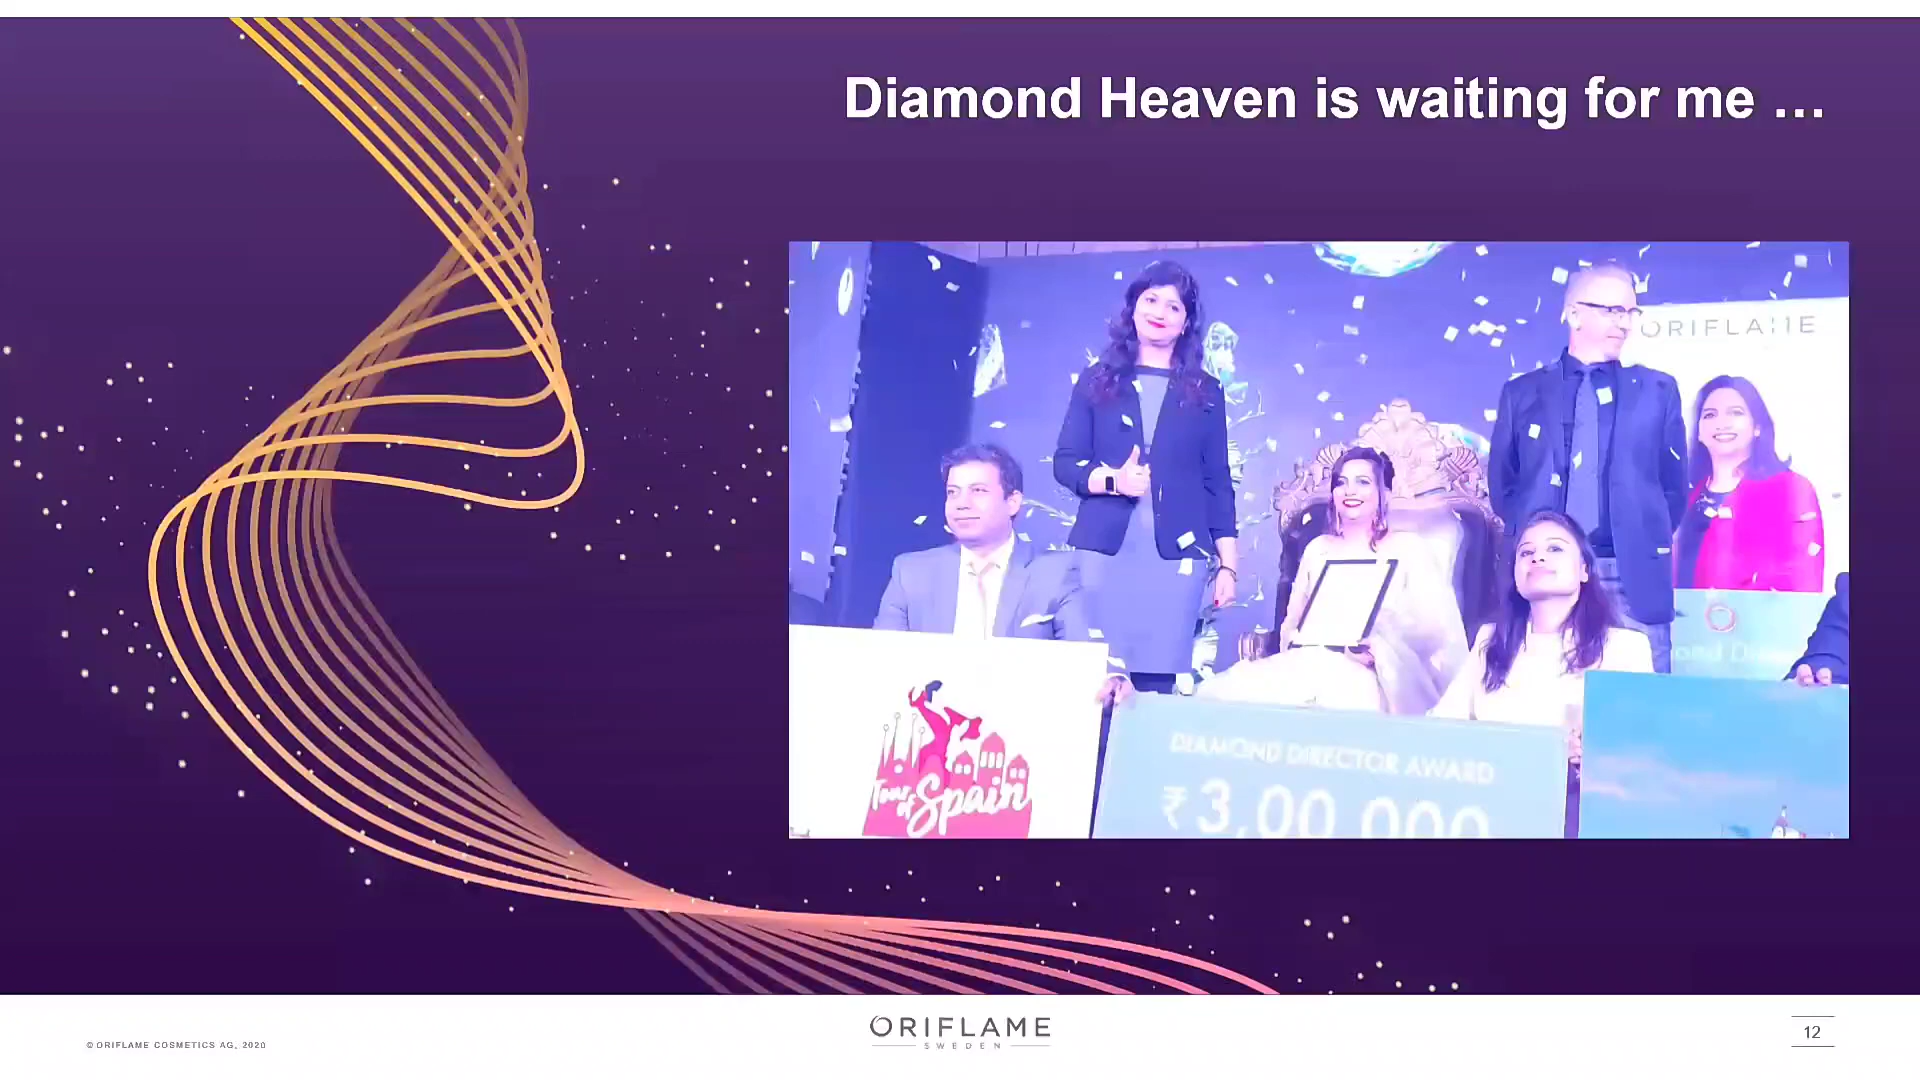 Diamond Heaven is waiting for me ...
ORIFLAME
Tour of Spain
DIAMOND DIRECTOR AWARD
₹ 3,00,000
© ORIFLAME COSMETICS AG, 2020
ORIFLAME
SWEDEN
12